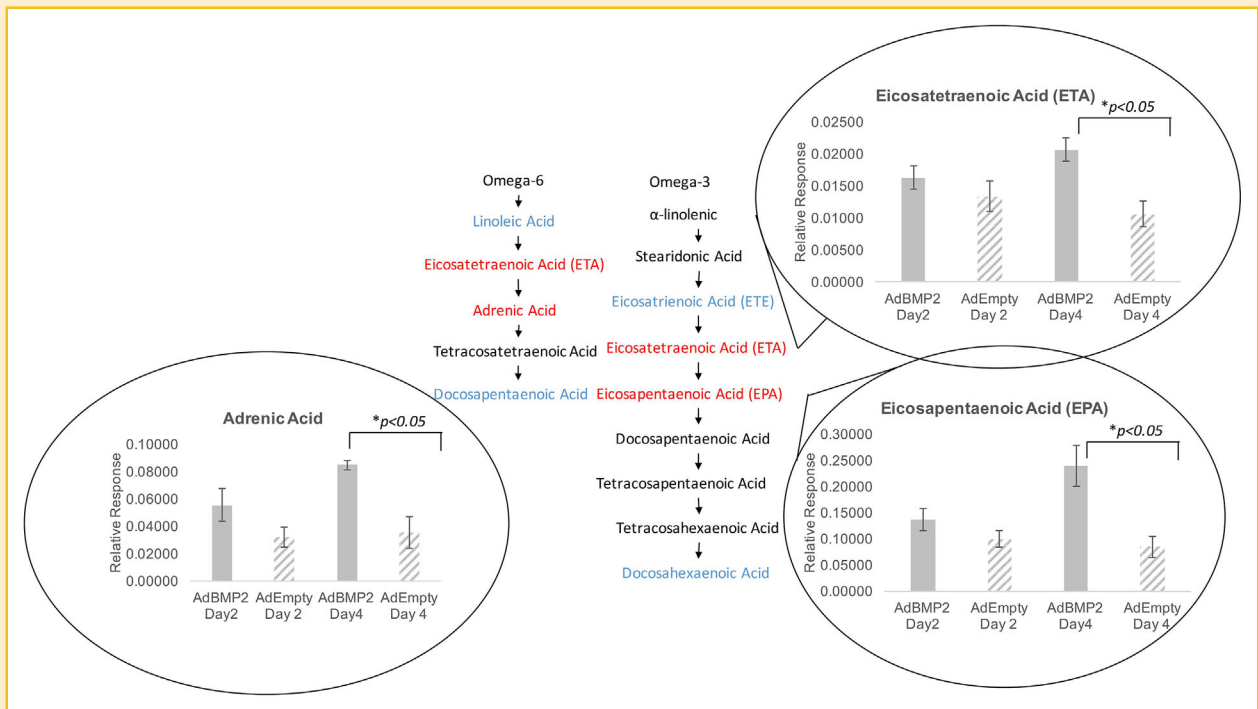 Eicosatetraenoic Acid (ETA)
*p<0.05
Relative Response
0.02500
0.02000
0.01500
0.01000
0.00500
0.00000
AdBMP2 AdEmpty AdBMP2 AdEmpty
Day2 Day 2 Day4 Day 4
Omega-6
Linoleic Acid
Eicosatetraenoic Acid (ETA)
Adrenic Acid
Tetracosatetraenoic Acid
Docosapentaenoic Acid
Omega-3
α-linolenic
Stearidonic Acid
Eicosatrienoic Acid (ETE)
Eicosatetraenoic Acid (ETA)
Eicosapentaenoic Acid (EPA)
Docosapentaenoic Acid
Tetracosapentaenoic Acid
Tetracosahexaenoic Acid
Docosahexaenoic Acid
Adrenic Acid
*p<0.05
Relative Response
0.10000
0.08000
0.06000
0.04000
0.02000
0.00000
AdBMP2 AdEmpty AdBMP2 AdEmpty
Day2 Day 2 Day4 Day 4
Eicosapentaenoic Acid (EPA)
*p<0.05
Relative Response
0.30000
0.25000
0.20000
0.15000
0.10000
0.05000
0.00000
AdBMP2 AdEmpty AdBMP2 AdEmpty
Day2 Day 2 Day4 Day 4